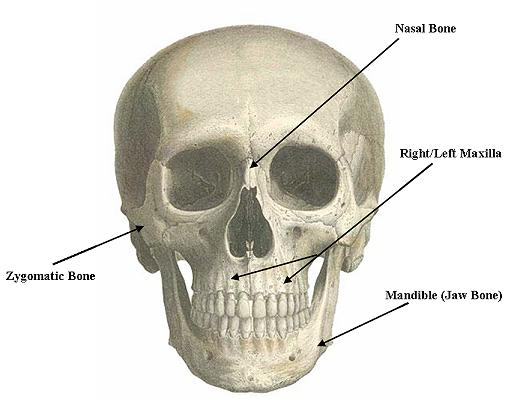 Nasal Bone
Right/Left Maxilla
Zygomatic Bone
Mandible (Jaw Bone)